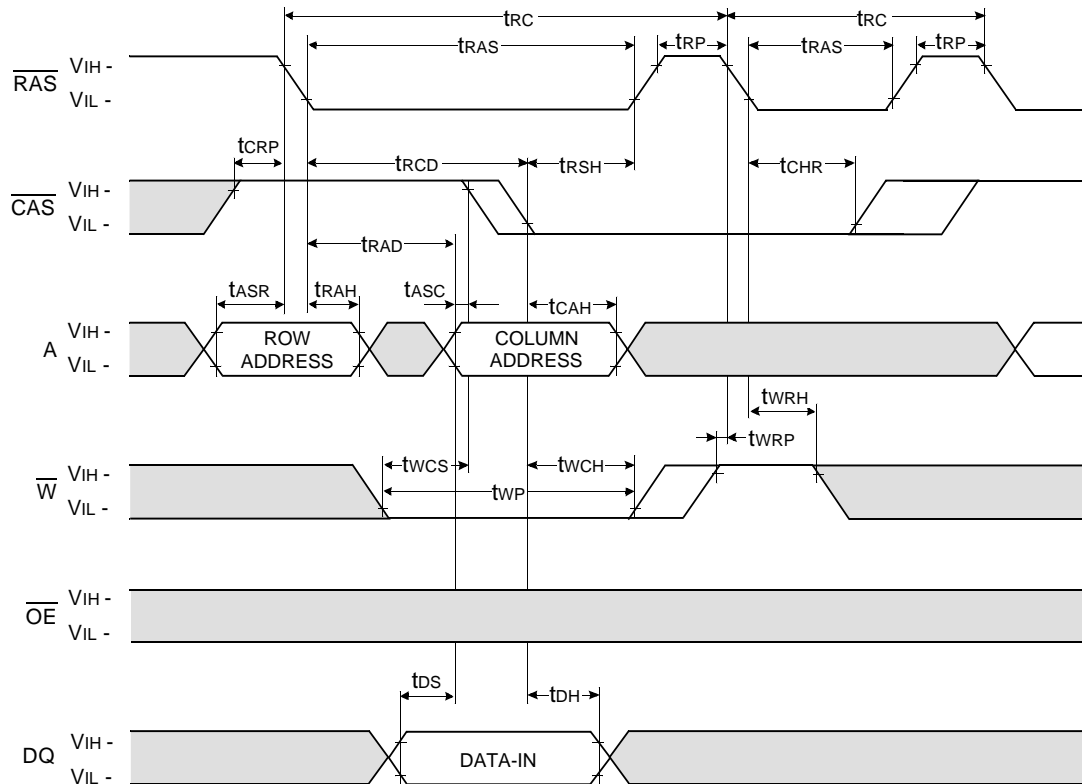 tRC tRC
tRAS tRP tRAS tRP
RAS VIH -
VIL -
tCRP tRCD tRSH tCHR
CAS VIH -
VIL -
tRAD
tASR tRAH tASC tCAH
A VIH -
VIL -
ROW
ADDRESS
COLUMN
ADDRESS
tWRH
tWRP
tWCS tWCH
W VIH -
VIL -
tWP
OE VIH -
VIL -
tDS tDH
DQ VIH -
VIL -
DATA-IN